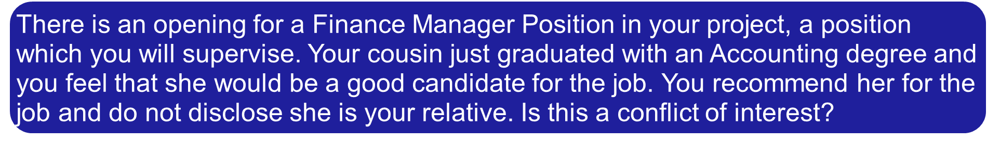 There is an opening for a Finance Manager Position in your project, a position
which you will supervise. Your cousin just graduated with an Accounting degree and
you feel that she would be a good candidate for the job. You recommend her for the
job and do not disclose she is your relative. Is this a conflict of interest?